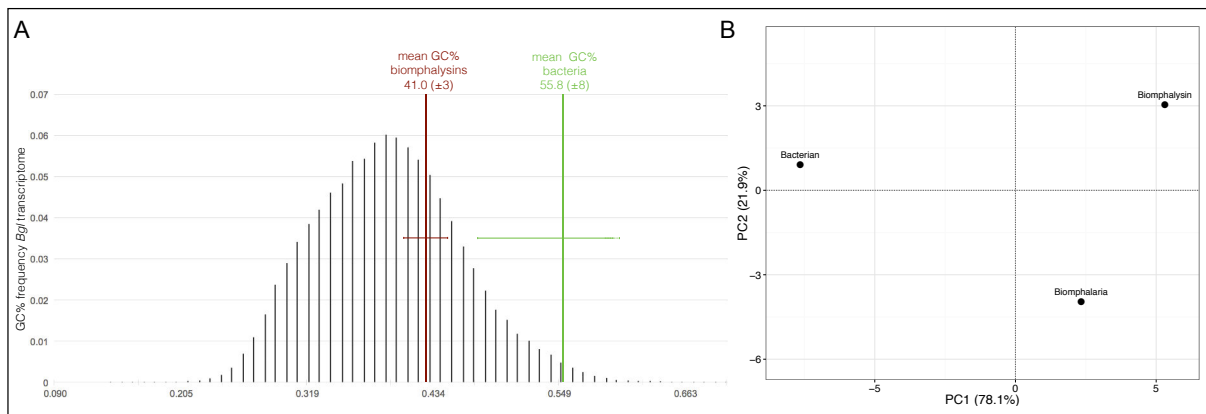 A
mean GC%
biomphalysins
41.0 (±3)
mean GC%
bacteria
55.8 (±8)
GC% frequency Bgl transcriptome
0.07
0.06
0.05
0.04
0.03
0.02
0.01
0
0.090
0.205
0.319
0.434
0.549
0.663
B
PC2 (21.9%)
3
0
−3
−6
Biomphalysin
Bacterian
Biomphalaria
−5
0
5
PC1 (78.1%)